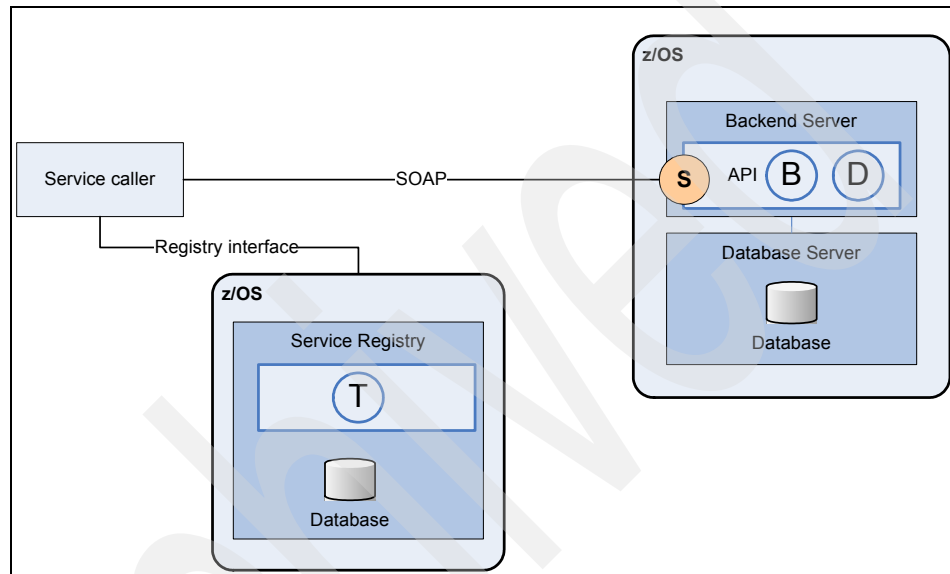 z/OS
Backend Server
S
API
B
D
Service caller
SOAP
Registry interface
Database Server
Database
z/OS
Service Registry
T
Database